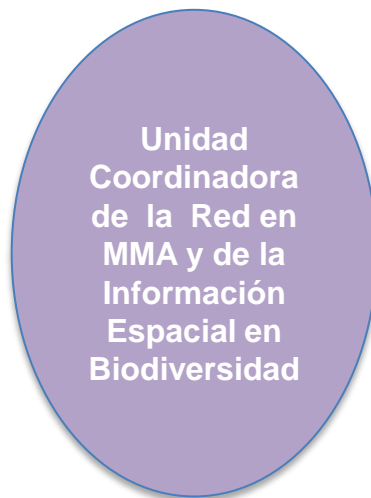 Unidad
Coordinadora
de la Red en
MMA y de la
Información
Espacial en
Biodiversidad